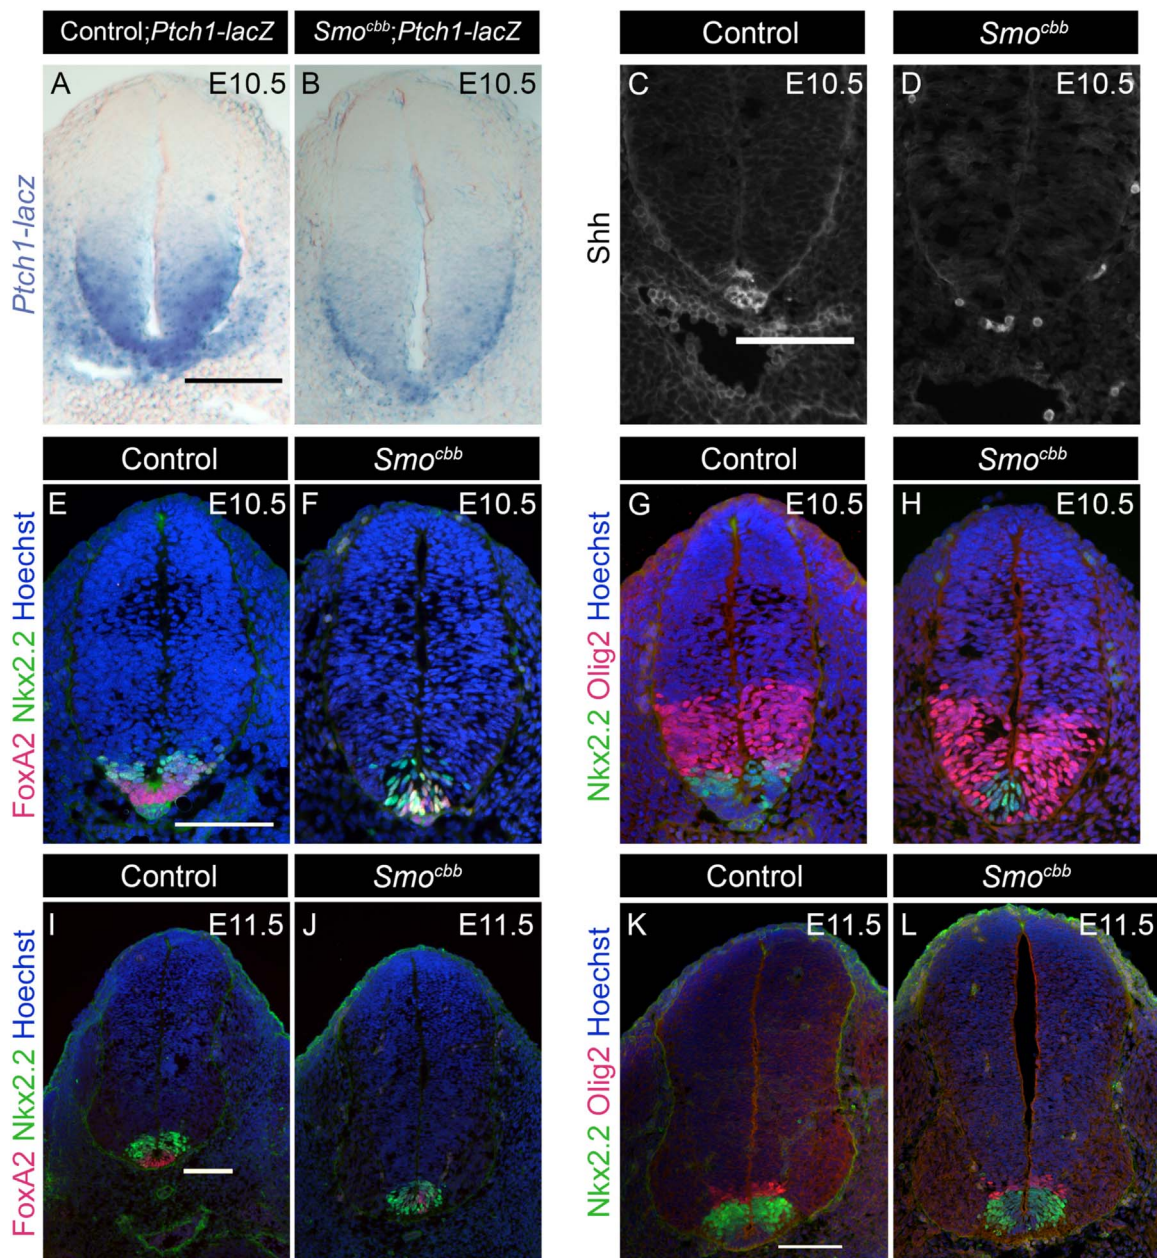 Control;Ptch1-lacZ
Smo^cbb;Ptch1-lacZ
Control
Smo^cbb
A E10.5
B E10.5
C E10.5
D E10.5
Ptch1-lacz
Shh
Control
Smo^cbb
Control
Smo^cbb
E E10.5
F E10.5
G E10.5
H E10.5
FoxA2 Nkx2.2 Hoechst
Nkx2.2 Olig2 Hoechst
Control
Smo^cbb
Control
Smo^cbb
I E11.5
J E11.5
K E11.5
L E11.5
FoxA2 Nkx2.2 Hoechst
Nkx2.2 Olig2 Hoechst